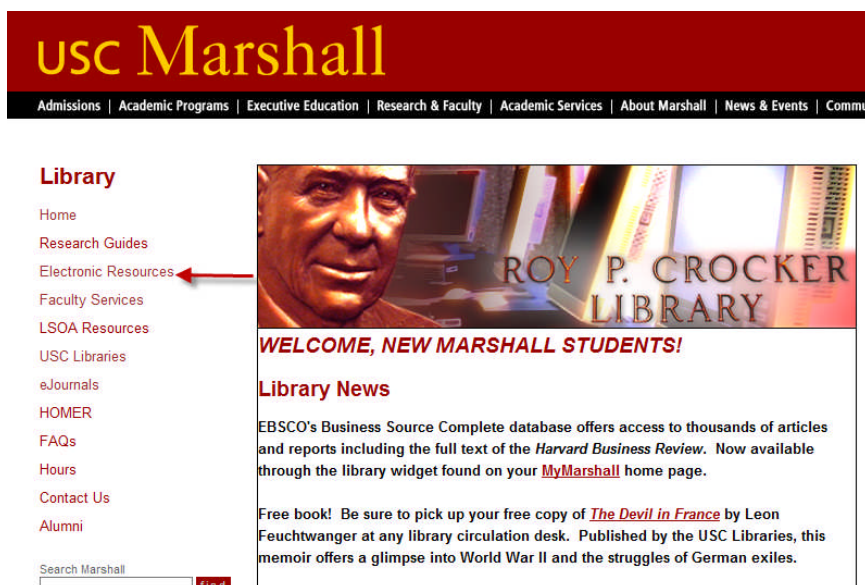 USC Marshall
Admissions | Academic Programs | Executive Education | Research & Faculty | Academic Services | About Marshall | News & Events |
Library
Home
Research Guides
Electronic Resources
Faculty Services
LSOA Resources
USC Libraries
eJournals
HOMER
FAQs
Hours
Contact Us
Alumni
Search Marshall
find
ROY P. CROCKER
LIBRARY
WELCOME, NEW MARSHALL STUDENTS!
Library News
EBSCO's Business Source Complete database offers access to thousands of articles
and reports including the full text of the Harvard Business Review. Now available
through the library widget found on your MyMarshall home page.
Free book! Be sure to pick up your free copy of The Devil in France by Leon
Feuchtwanger at any library circulation desk. Published by the USC Libraries, this
memoir offers a glimpse into World War II and the struggles of German exiles.